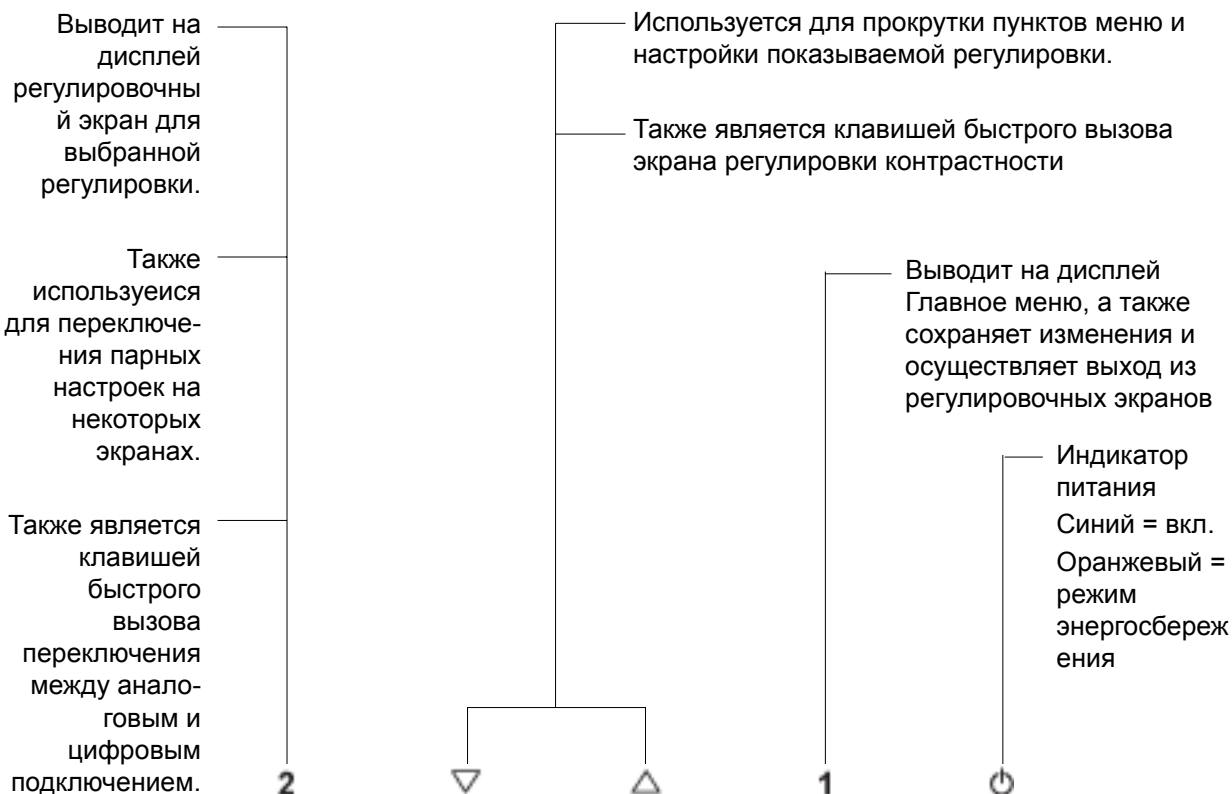 Выводит на
дисплей
регулировочны
й экран для
выбранной
регулировки.
Также
используеися
для переключе-
ния парных
настроек на
некоторых
экранах.
Также является
клавишей
быстрого
вызова
переключения
между анало-
говым и
цифровым
подключением.
Используется для прокрутки пунктов меню и
настройки показываемой регулировки.
Также является клавишей быстрого вызова
экрана регулировки контрастности
Выводит на дисплей
Главное меню, а также
сохраняет изменения и
осуществляет выход из
регулировочных экранов
Индикатор
питания
Синий = вкл.
Оранжевый =
режим
энергосбереж
ения
2 ▽ △ 1 ⏻